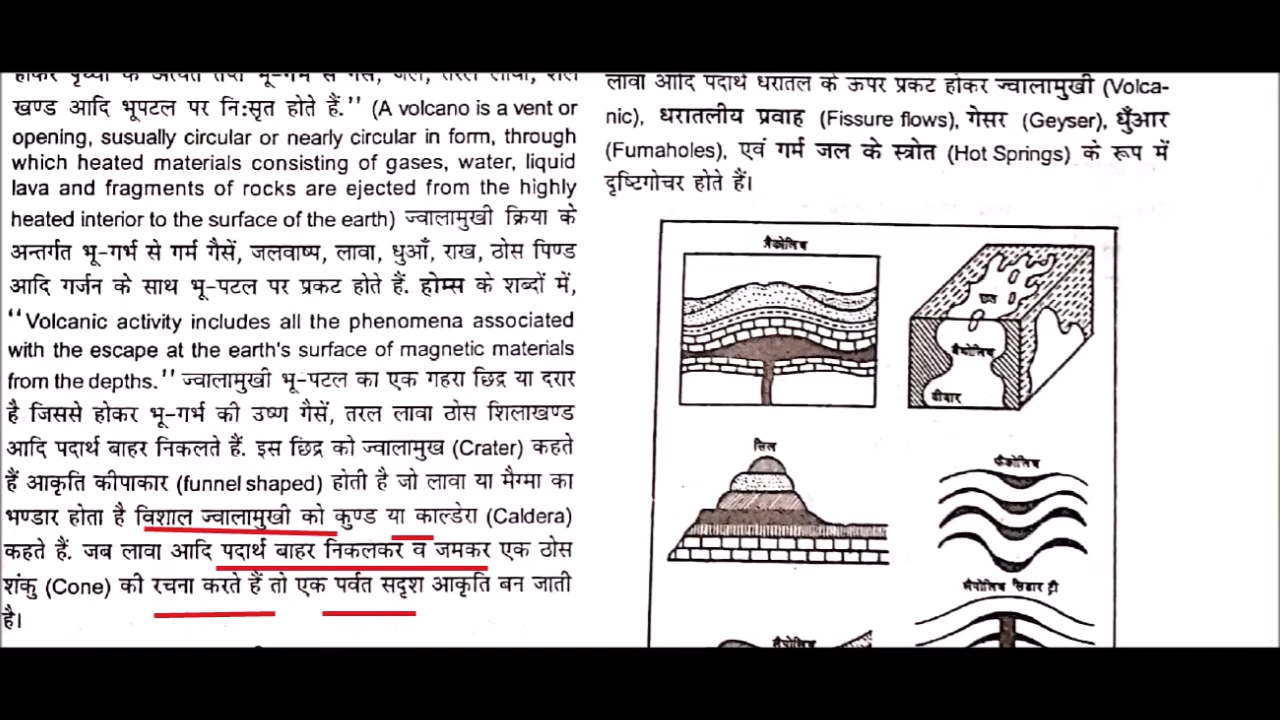 खण्ड आदि भूपटल पर नि:सृत होते हैं.'' (A volcano is a vent or
opening, susually circular or nearly circular in form, through
which heated materials consisting of gases, water, liquid
lava and fragments of rocks are ejected from the highly
heated interior to the surface of the earth) ज्वालामुखी क्रिया के
अन्तर्गत भू-गर्भ से गर्म गैसें, जलवाष्प, लावा, धुआँ, राख, ठोस पिण्ड
आदि गर्जन के साथ भू-पटल पर प्रकट होते हैं. होम्स के शब्दों में,
''Volcanic activity includes all the phenomena associated
with the escape at the earth's surface of magnetic materials
from the depths.'' ज्वालामुखी भू-पटल का एक गहरा छिद्र या दरार
है जिससे होकर भू-गर्भ की उष्ण गैसें, तरल लावा ठोस शिलाखण्ड
आदि पदार्थ बाहर निकलते हैं. इस छिद्र को ज्वालामुख (Crater) कहते
हैं आकृति कीपाकार (funnel shaped) होती है जो लावा या मैग्मा का
भण्डार होता है विशाल ज्वालामुखी को कुण्ड या काल्डेरा (Caldera)
कहते हैं. जब लावा आदि पदार्थ बाहर निकलकर व जमकर एक ठोस
शंकु (Cone) की रचना करते हैं तो एक पर्वत सदृश आकृति बन जाती
है।
लावा आदि पदार्थ धरातल के ऊपर प्रकट होकर ज्वालामुखी (Volca-
nic), धरातलीय प्रवाह (Fissure flows), गेसर (Geyser), धुँआर
(Fumaholes), एवं गर्म जल के स्त्रोत (Hot Springs) के रूप में
दृष्टिगोचर होते हैं।
लैकोलिथ
बैथोलिथ
दीवार
सिल
फैकोलिथ
लैपोलिथ सिडार ट्री
लैपोलिथ